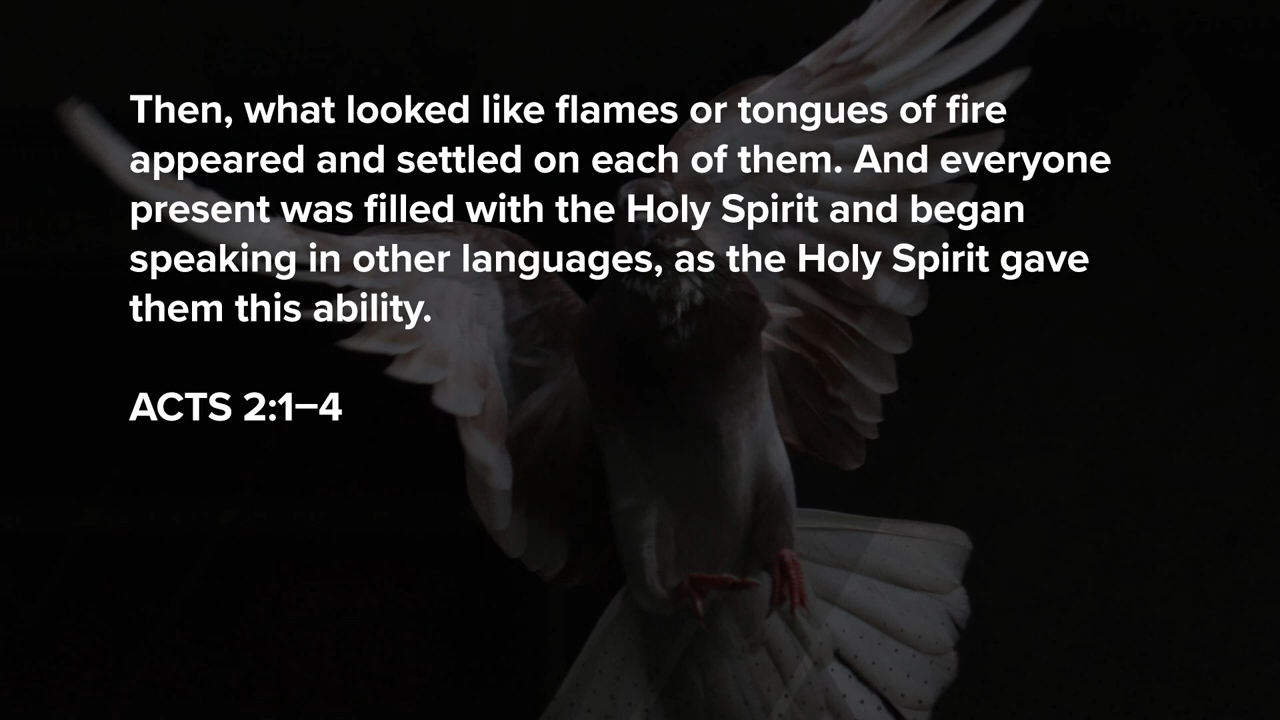 Then, what looked like flames or tongues of fire
appeared and settled on each of them. And everyone
present was filled with the Holy Spirit and began
speaking in other languages, as the Holy Spirit gave
them this ability.
ACTS 2:1–4